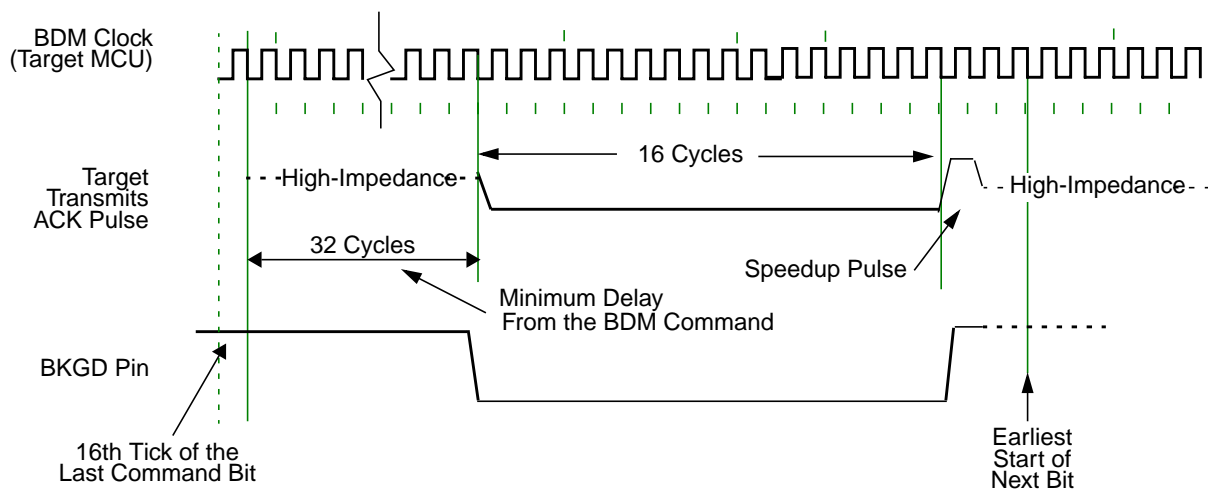 BDM Clock
(Target MCU)
16 Cycles
Target
Transmits
ACK Pulse
High-Impedance
High-Impedance
32 Cycles
Speedup Pulse
Minimum Delay
From the BDM Command
BKGD Pin
16th Tick of the
Last Command Bit
Earliest
Start of
Next Bit